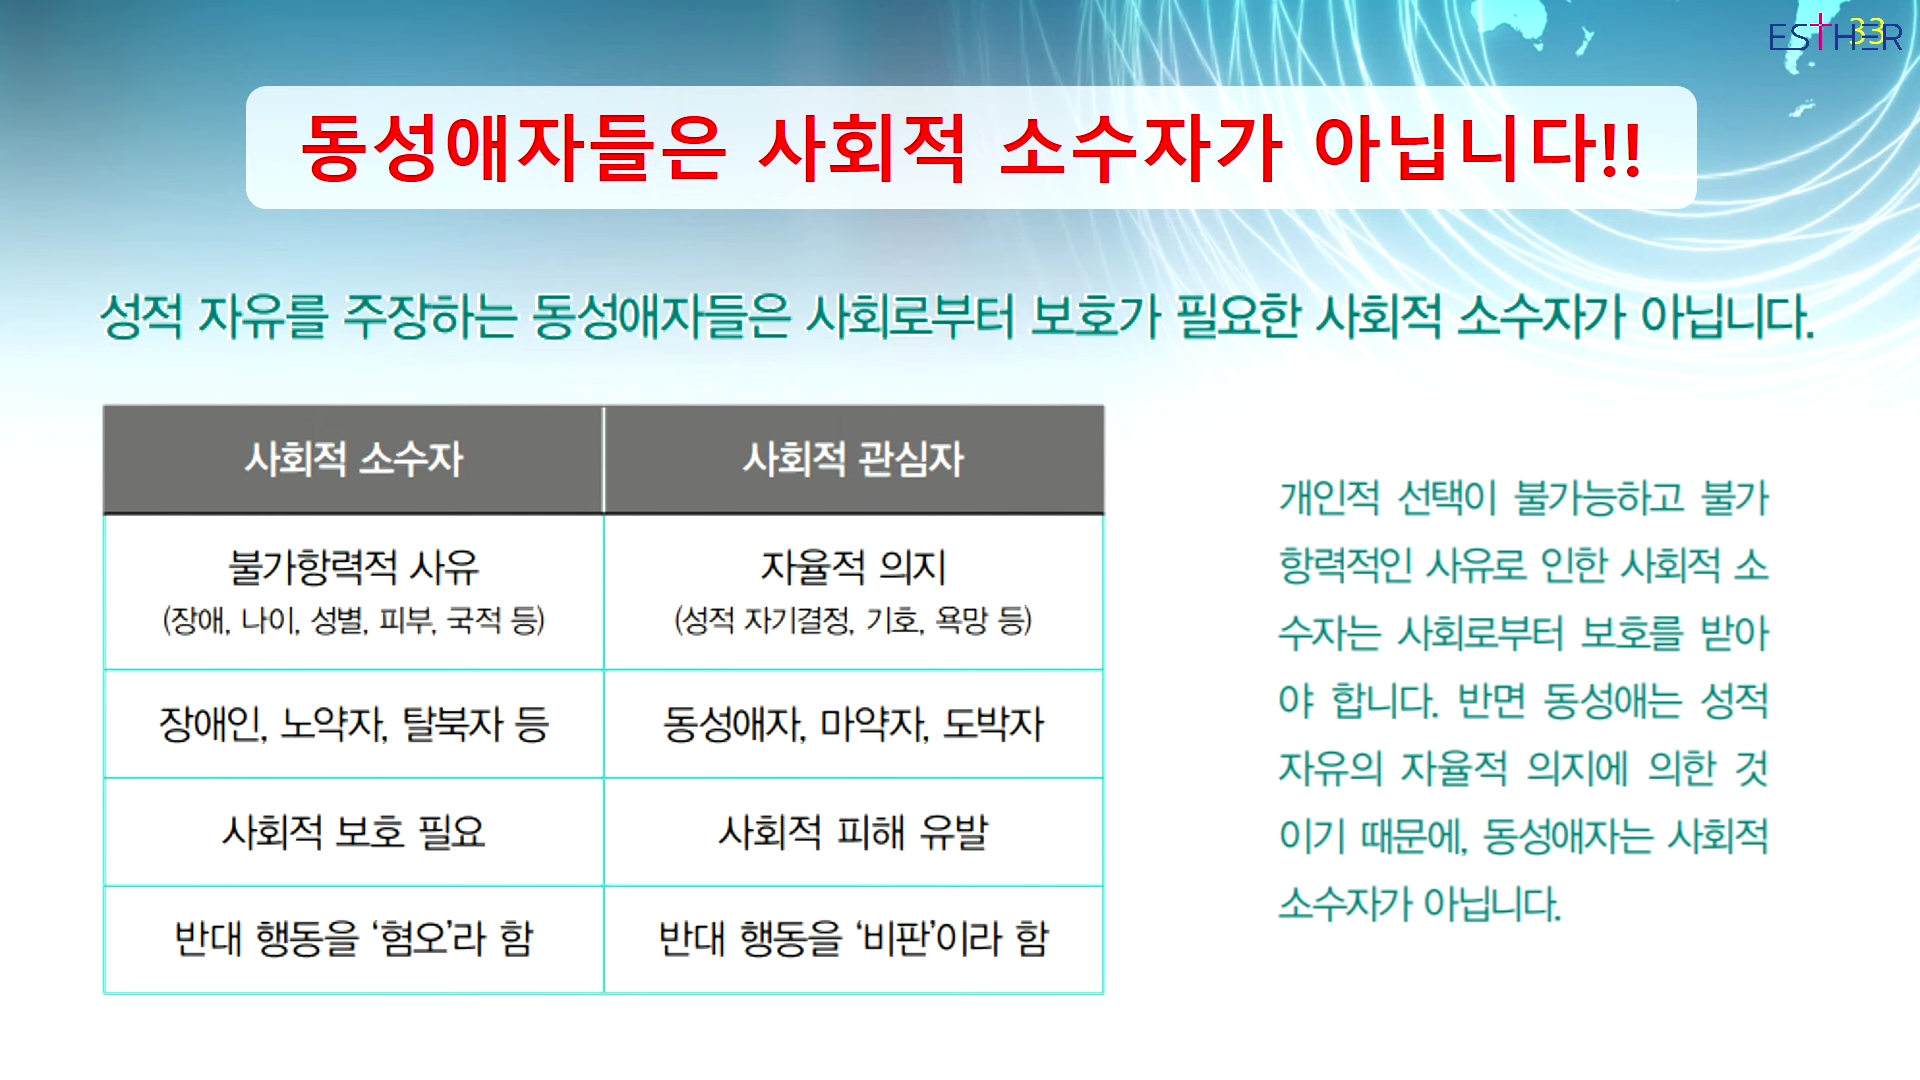 ESTHER
33
동성애자들은 사회적 소수자가 아닙니다!!
성적 자유를 주장하는 동성애자들은 사회로부터 보호가 필요한 사회적 소수자가 아닙니다.
사회적 소수자 사회적 관심자
불가항력적 사유 자율적 의지
(장애, 나이, 성별, 피부, 국적 등) (성적 자기결정, 기호, 욕망 등)
장애인, 노약자, 탈북자 등 동성애자, 마약자, 도박자
사회적 보호 필요 사회적 피해 유발
반대 행동을 ‘혐오’라 함 반대 행동을 ‘비판’이라 함
개인적 선택이 불가능하고 불가
항력적인 사유로 인한 사회적 소
수자는 사회로부터 보호를 받아
야 합니다. 반면 동성애는 성적
자유의 자율적 의지에 의한 것
이기 때문에, 동성애자는 사회적
소수자가 아닙니다.